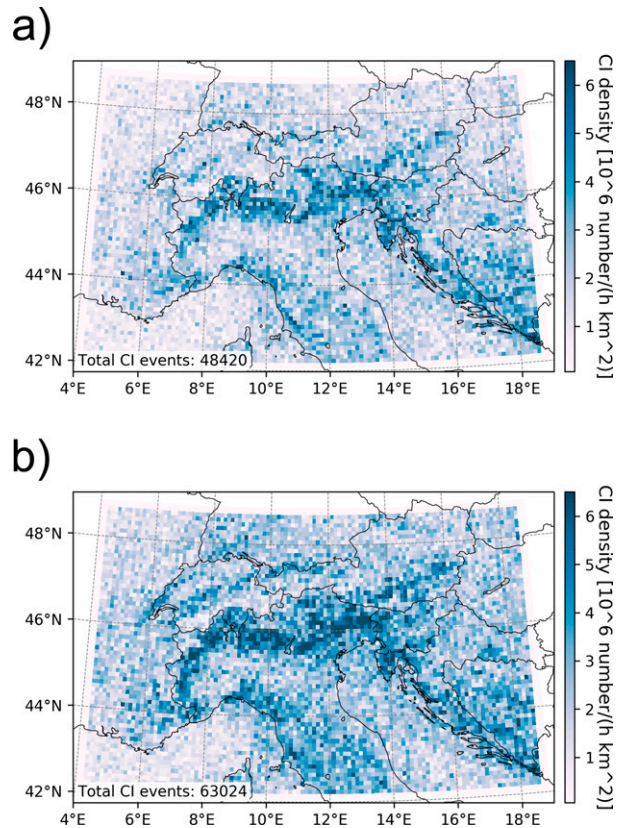 a)
48°N
46°N
44°N
42°N
Total CI events: 48420
4°E 6°E 8°E 10°E 12°E 14°E 16°E 18°E
6
5
4
3
2
1
CI density [10^6 number/(h km^2)]
b)
48°N
46°N
44°N
42°N
Total CI events: 63024
4°E 6°E 8°E 10°E 12°E 14°E 16°E 18°E
6
5
4
3
2
1
CI density [10^6 number/(h km^2)]